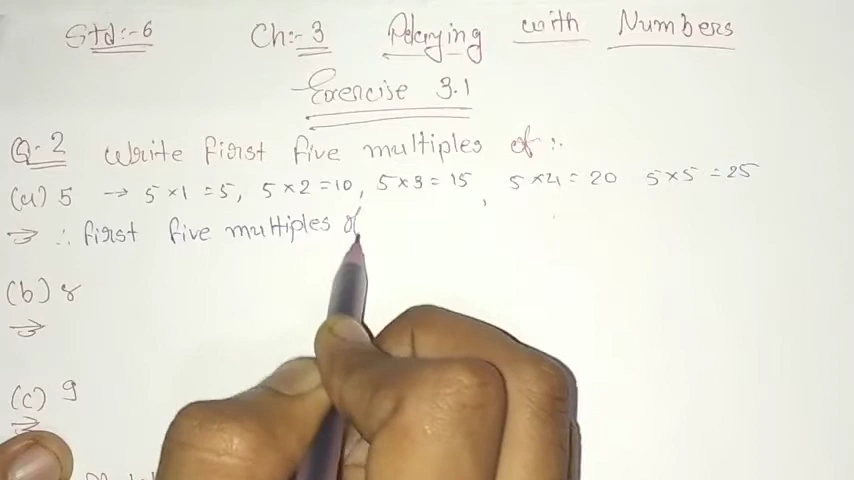 Std:-6 Ch:-3 Playing with Numbers
Exercise 3.1
Q-2 Write first five multiples of :-
(a) 5 → 5×1 =5, 5×2=10, 5×3=15, 5×4=20 5×5=25
⇒ ∴ first five multiples of
(b) 8
⇒
(c) 9
⇒